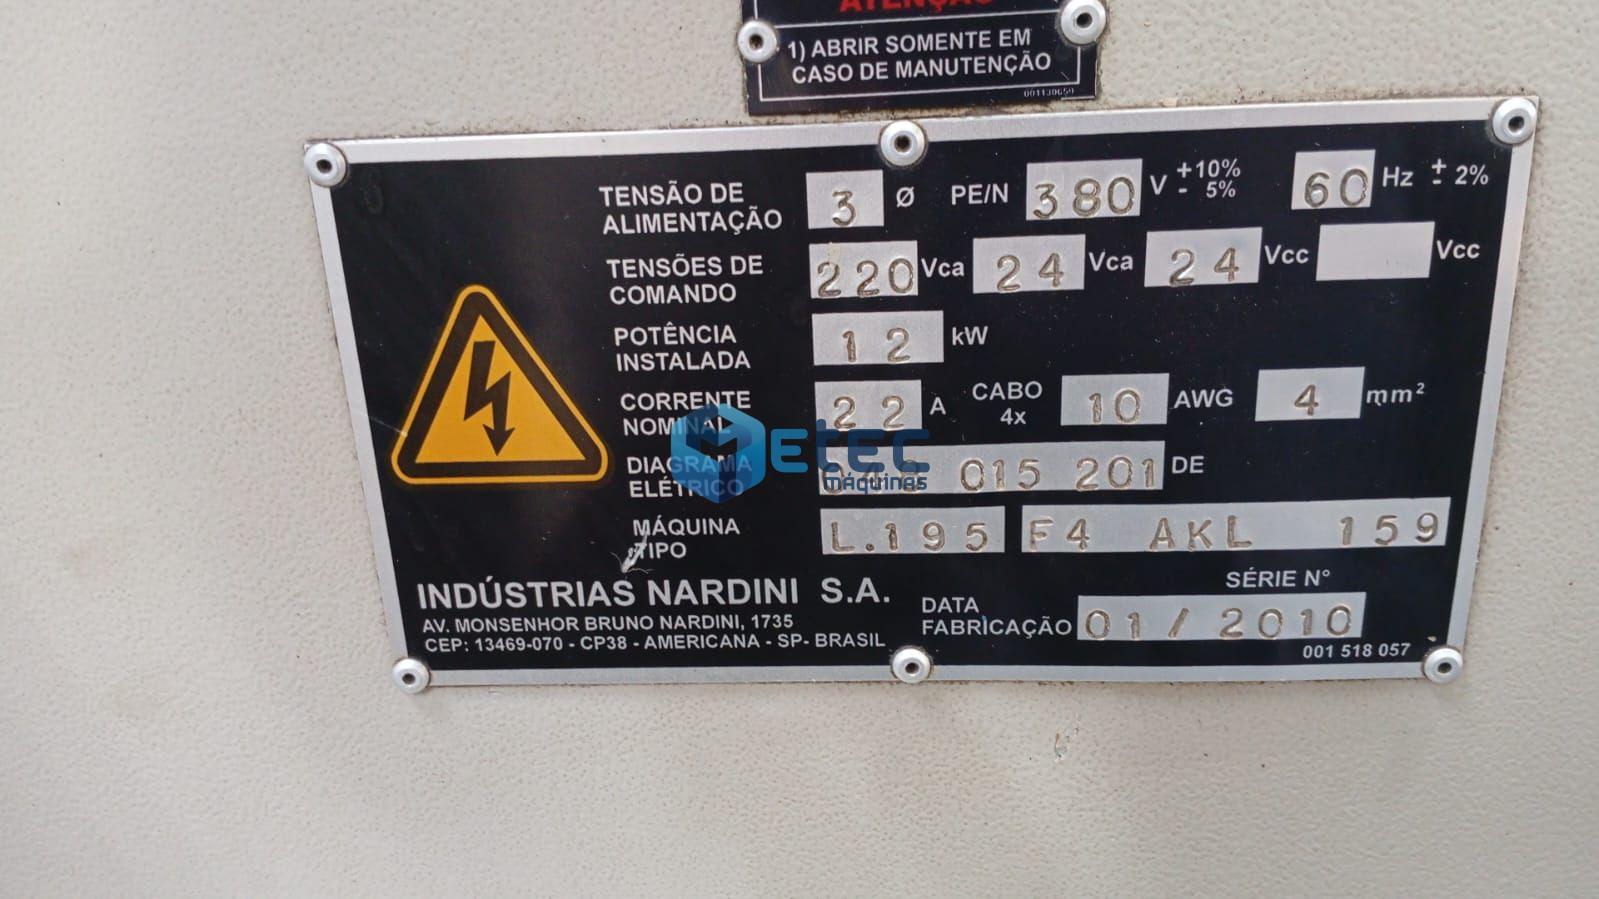 ATENÇÃO
1) ABRIR SOMENTE EM
CASO DE MANUTENÇÃO
001130659
TENSÃO DE
ALIMENTAÇÃO 3 Ø PE/N 380 V +10% - 5% 60 Hz ± 2%
TENSÕES DE
COMANDO 220 Vca 24 Vca 24 Vcc Vcc
POTÊNCIA
INSTALADA 12 kW
CORRENTE
NOMINAL 22 A CABO 4x 10 AWG 4 mm²
DIAGRAMA
ELÉTRICO 015 201 DE
Metec
máquinas
MÁQUINA
TIPO L.195 F4 AKL 159
SÉRIE N°
INDÚSTRIAS NARDINI S.A.
AV. MONSENHOR BRUNO NARDINI, 1735
CEP: 13469-070 - CP38 - AMERICANA - SP- BRASIL
DATA
FABRICAÇÃO 01/2010
001 518 057